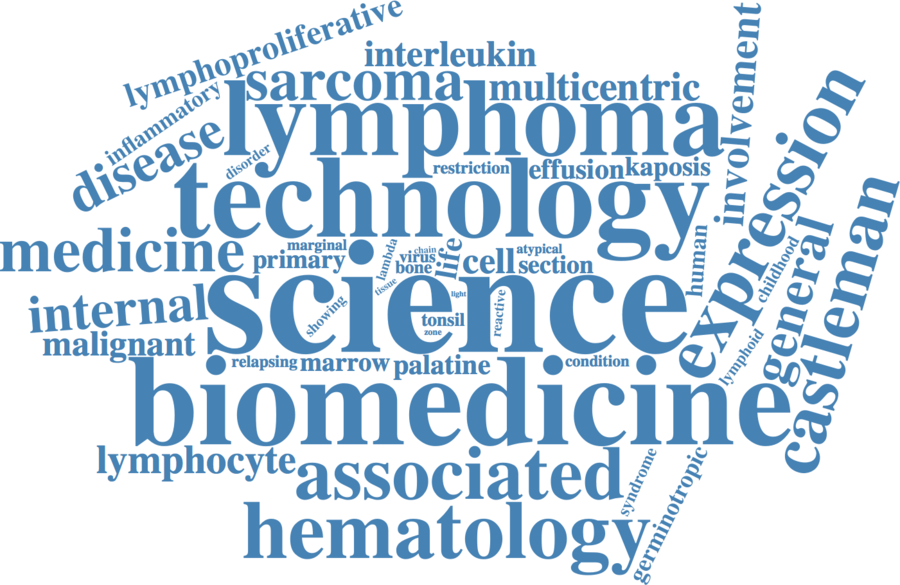 lymphoproliferative
interleukin
involvement
sarcoma
multicentric
inflammatory
lymphoma
expression
disease
disorder
restriction
effusion
kaposis
technology
castleman
medicine
marginal
primary
lambda
chain
virus
bone
life
atypical
cell
section
human
childhood
general
tissue
light
internal
science
showing
tonsil
zone
reactive
malignant
relapsing
marrow
palatine
condition
lymphoid
biomedicine
lymphocyte
associated
syndrome
germinotropic
hematology